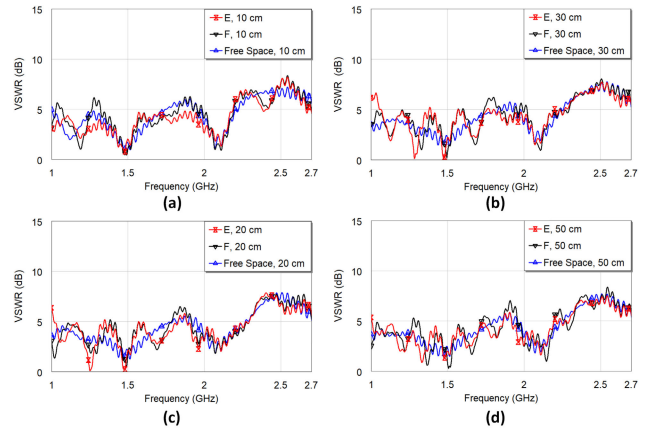 15
10
5
0
VSWR (dB)
E, 10 cm
F, 10 cm
Free Space, 10 cm
1
1.5
2
2.5
2.7
Frequency (GHz)
(a)
15
10
5
0
VSWR (dB)
E, 30 cm
F, 30 cm
Free Space, 30 cm
1
1.5
2
2.5
2.7
Frequency (GHz)
(b)
15
10
5
0
VSWR (dB)
E, 20 cm
F, 20 cm
Free Space, 20 cm
1
1.5
2
2.5
2.7
Frequency (GHz)
(c)
15
10
5
0
VSWR (dB)
E, 50 cm
F, 50 cm
Free Space, 50 cm
1
1.5
2
2.5
2.7
Frequency (GHz)
(d)